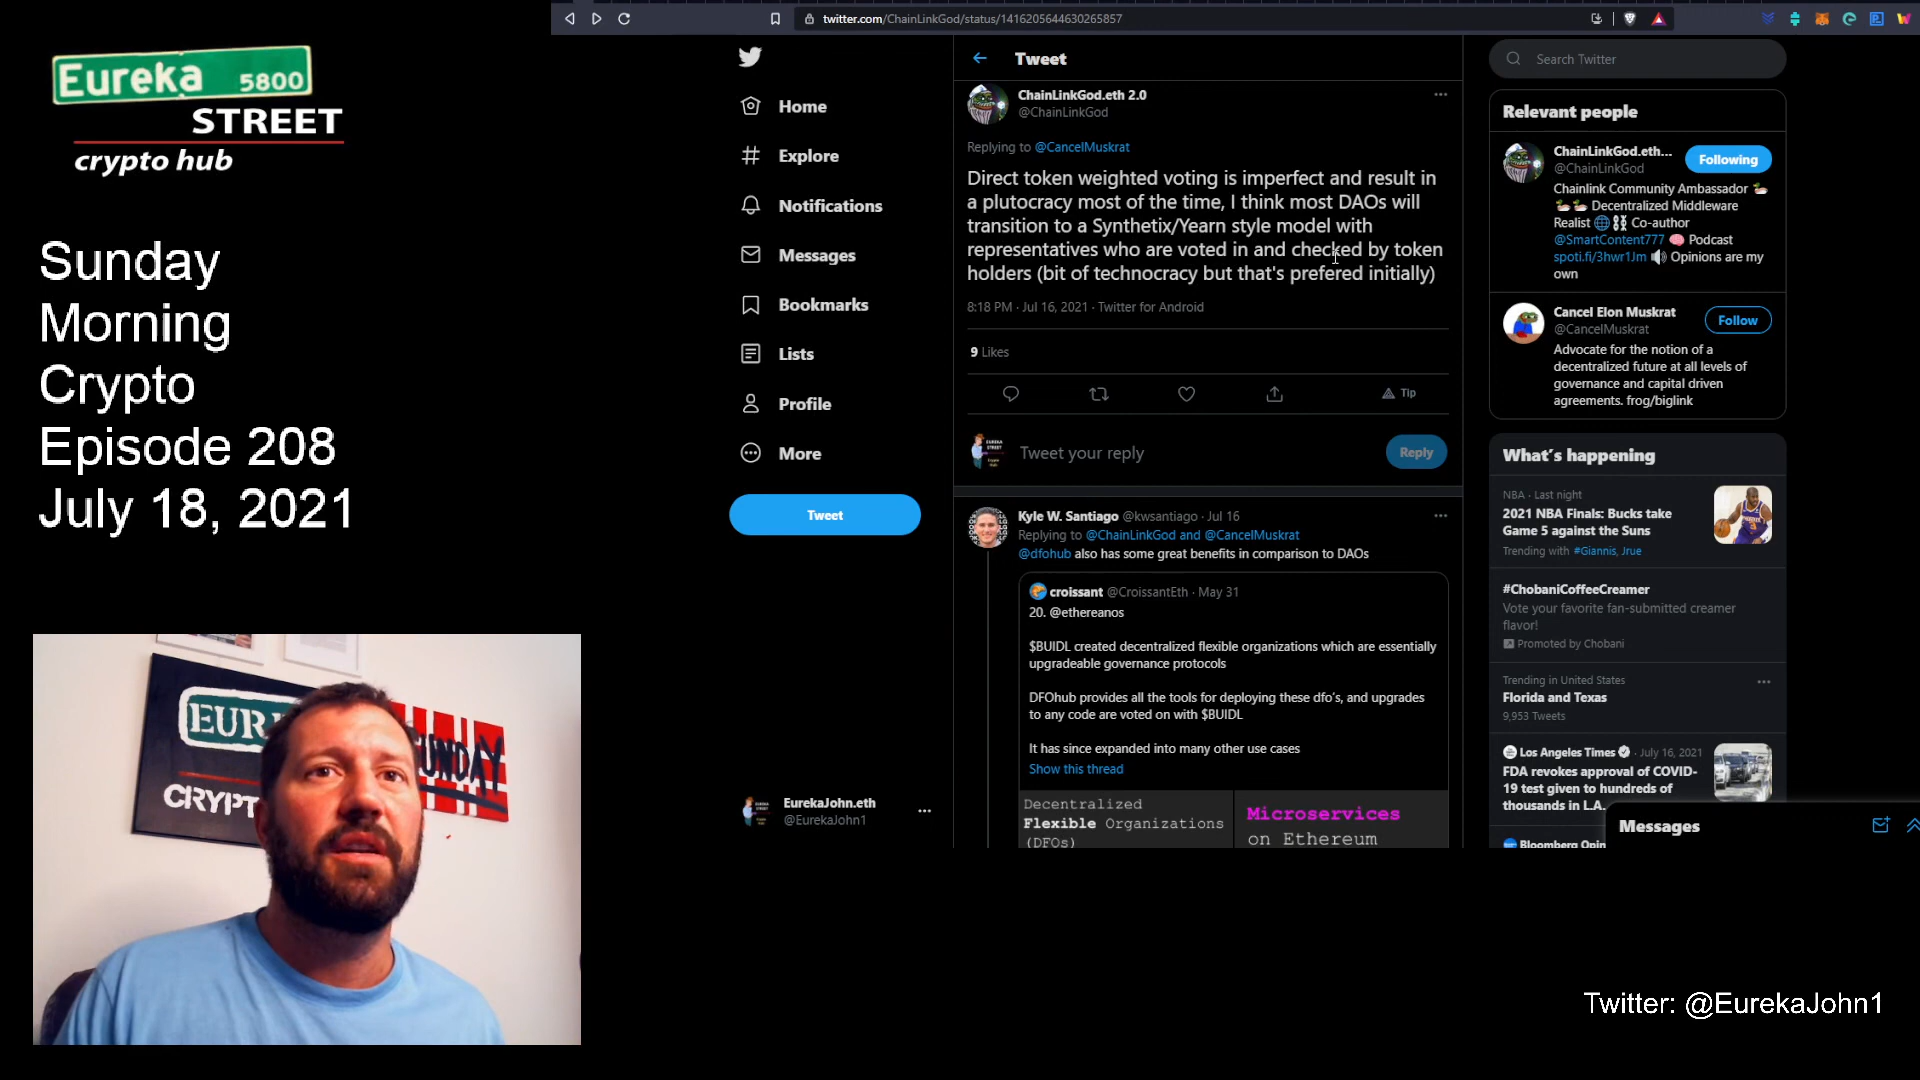 Eureka 5800
STREET
crypto hub
Sunday
Morning
Crypto
Episode 208
July 18, 2021
EUR
SUNDAY
CRYPT
twitter.com/ChainLinkGod/status/1416205644630265857
Home
Explore
Notifications
Messages
Bookmarks
Lists
Profile
More
Tweet
EurekaJohn.eth
@EurekaJohn1
Tweet
ChainLinkGod.eth 2.0
@ChainLinkGod
Replying to @CancelMuskrat
Direct token weighted voting is imperfect and result in
a plutocracy most of the time, I think most DAOs will
transition to a Synthetix/Yearn style model with
representatives who are voted in and checked by token
holders (bit of technocracy but that's prefered initially)
8:18 PM · Jul 16, 2021 · Twitter for Android
9 Likes
Tip
Tweet your reply
Reply
Kyle W. Santiago @kwsantiago · Jul 16
Replying to @ChainLinkGod and @CancelMuskrat
@dfohub also has some great benefits in comparison to DAOs
croissant @CroissantEth · May 31
20. @ethereanos
$BUIDL created decentralized flexible organizations which are essentially
upgradeable governance protocols
DFOhub provides all the tools for deploying these dfo's, and upgrades
to any code are voted on with $BUIDL
It has since expanded into many other use cases
Show this thread
Decentralized
Flexible Organizations
(DFOs)
Microservices
on Ethereum
Search Twitter
Relevant people
ChainLinkGod.eth...
@ChainLinkGod
Following
Chainlink Community Ambassador
Decentralized Middleware
Realist Co-author
@SmartContent777 Podcast
spoti.fi/3hwr1Jm Opinions are my
own
Cancel Elon Muskrat
@CancelMuskrat
Follow
Advocate for the notion of a
decentralized future at all levels of
governance and capital driven
agreements. frog/biglink
What's happening
NBA · Last night
2021 NBA Finals: Bucks take
Game 5 against the Suns
Trending with #Giannis, Jrue
#ChobaniCoffeeCreamer
Vote your favorite fan-submitted creamer
flavor!
Promoted by Chobani
Trending in United States
Florida and Texas
9,953 Tweets
Los Angeles Times · July 16, 2021
FDA revokes approval of COVID-
19 test given to hundreds of
thousands in L.A.
Bloomberg Opin
Messages
Twitter: @EurekaJohn1